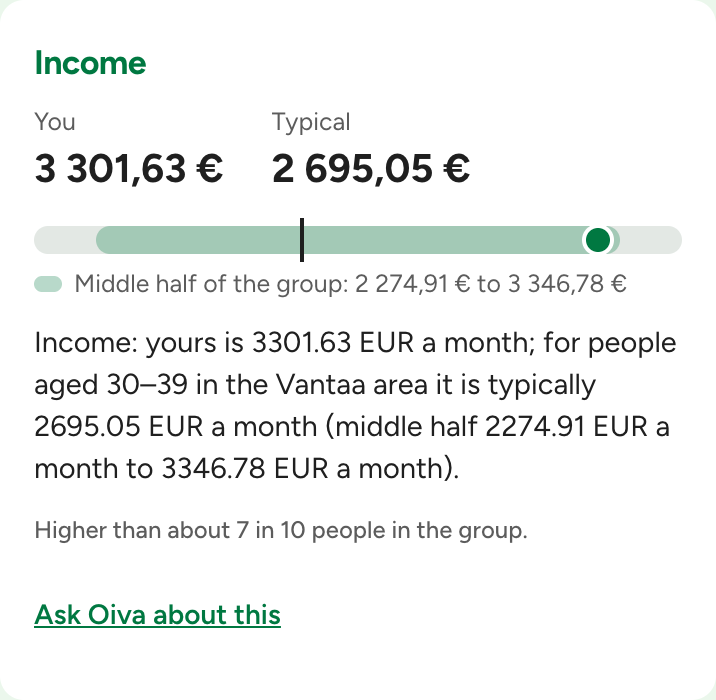 Income
You Typical
3 301,63 € 2 695,05 €
Middle half of the group: 2 274,91 € to 3 346,78 €
Income: yours is 3301.63 EUR a month; for people
aged 30–39 in the Vantaa area it is typically
2695.05 EUR a month (middle half 2274.91 EUR a
month to 3346.78 EUR a month).
Higher than about 7 in 10 people in the group.
Ask Oiva about this